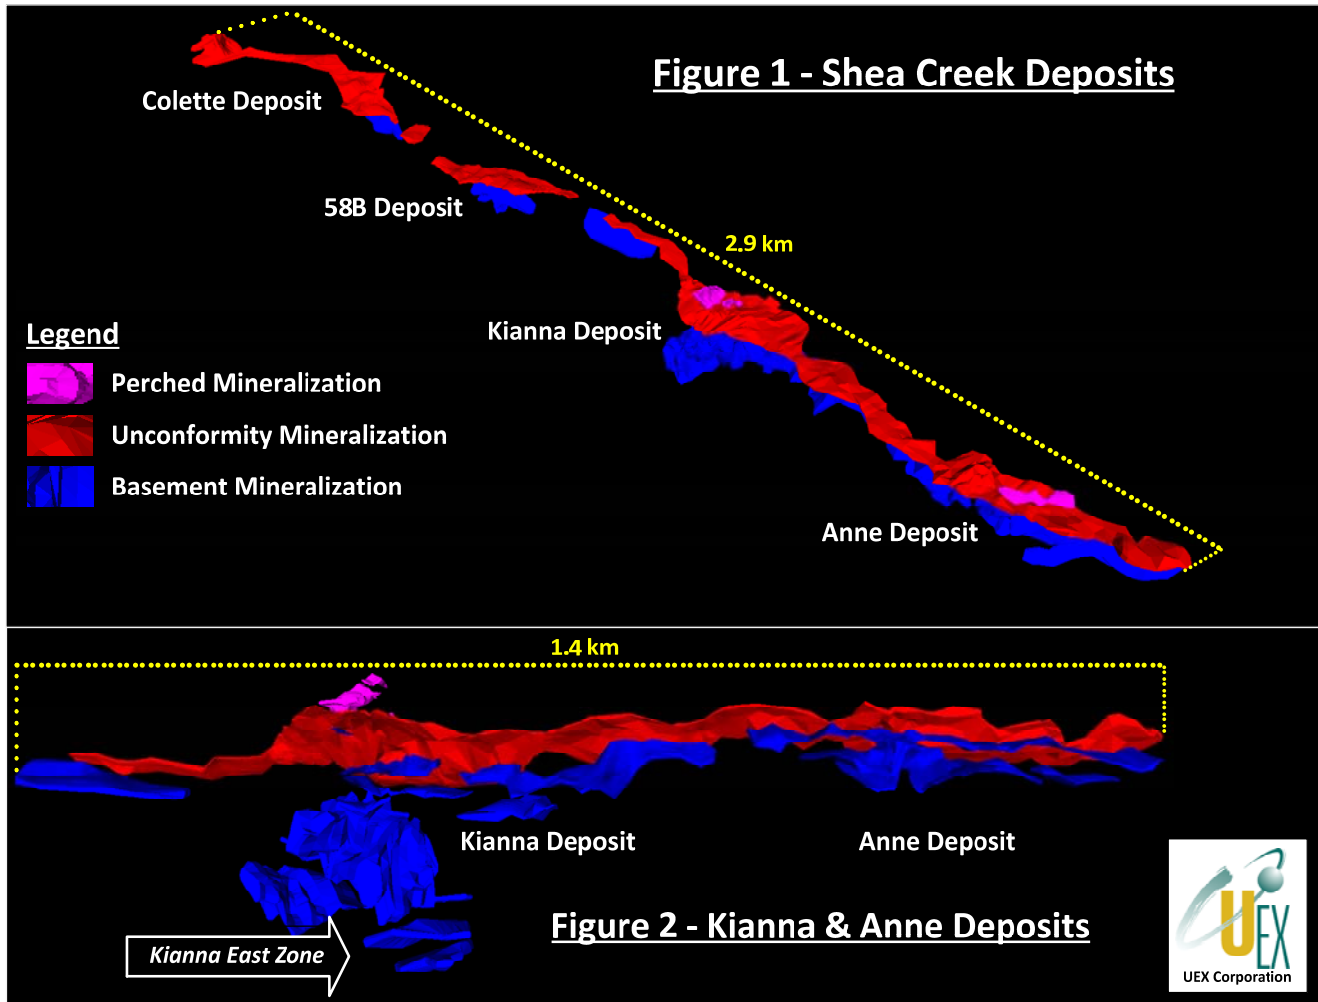 Figure 1 - Shea Creek Deposits
Colette Deposit
58B Deposit
2.9 km
Kianna Deposit
Legend
Perched Mineralization
Unconformity Mineralization
Basement Mineralization
Anne Deposit
1.4 km
Kianna Deposit
Anne Deposit
Figure 2 - Kianna & Anne Deposits
Kianna East Zone
UEX
UEX Corporation